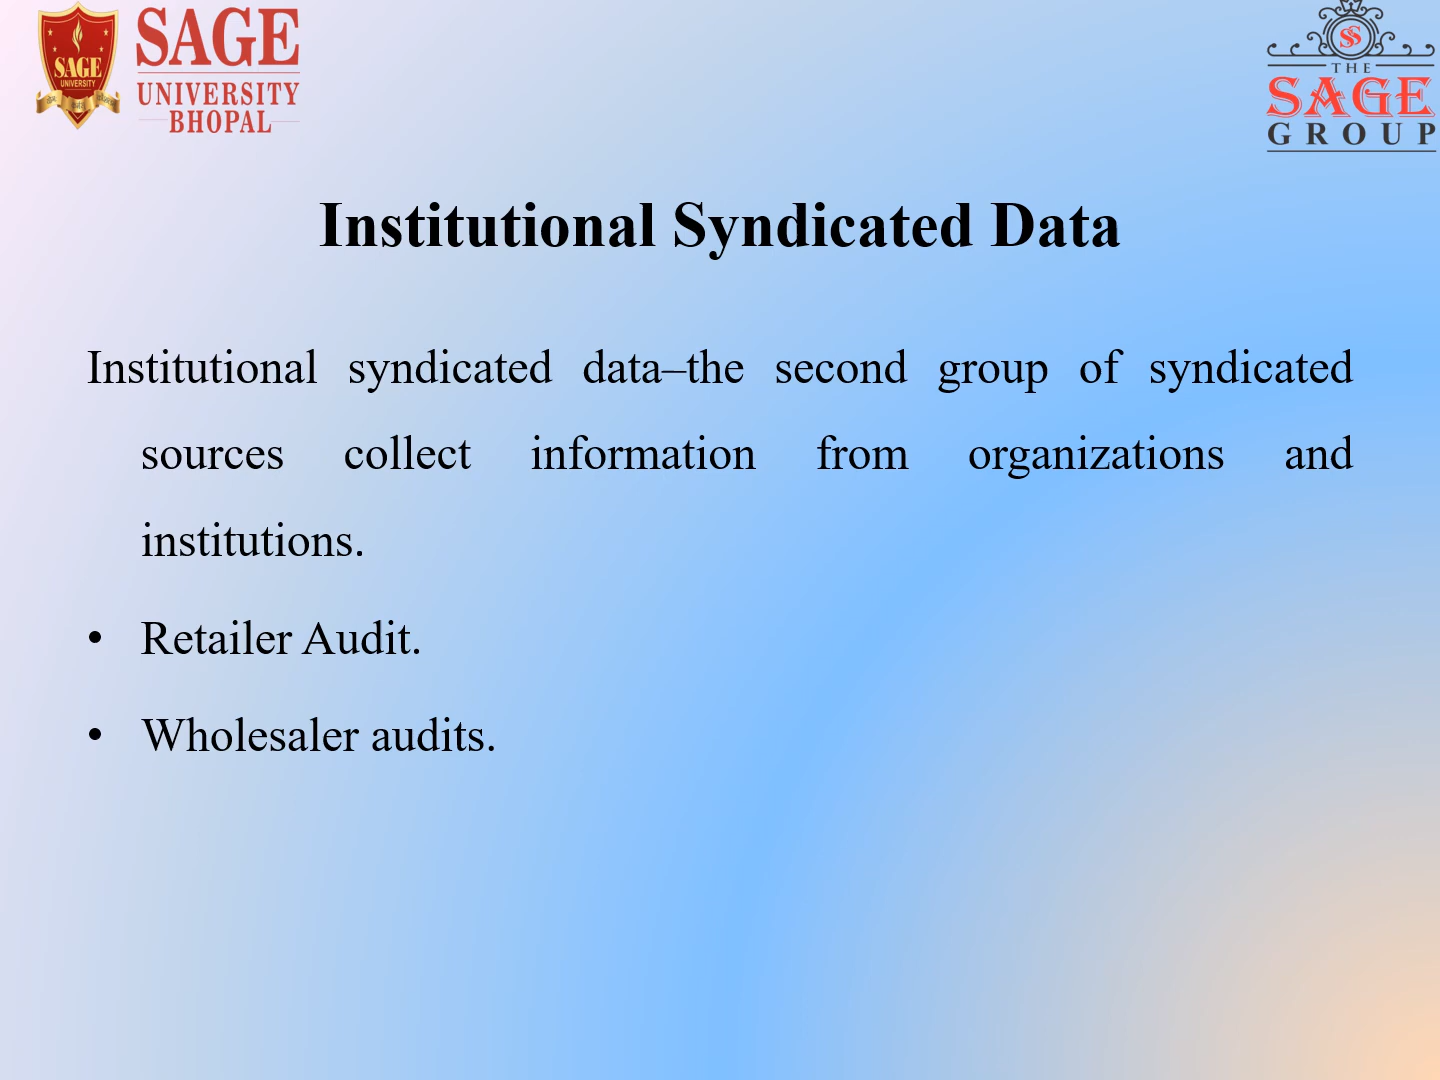 SAGE
UNIVERSITY
SAGE
UNIVERSITY
BHOPAL
THE
SAGE
GROUP
Institutional Syndicated Data
Institutional syndicated data–the second group of syndicated
sources collect information from organizations and
institutions.
• Retailer Audit.
• Wholesaler audits.